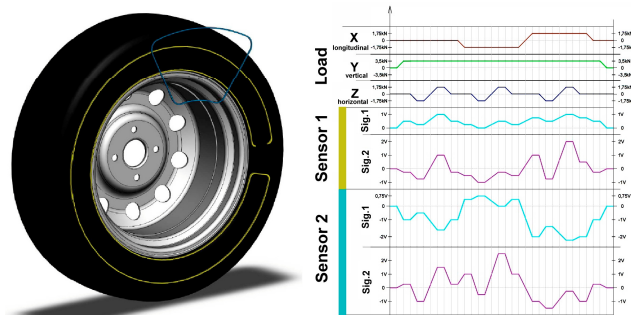 Load
X
longitudinal
1,75kN
0
-1,75kN
1,75kN
0
-1,75kN
Y
vertical
3,5kN
0
-3,5kN
3,5kN
0
-3,5kN
Z
horizontal
1,75kN
0
-1,75kN
1,75kN
0
-1,75kN
Sensor 1
Sig.1
1V
0
1V
0
Sig.2
2V
1V
0
-1V
2V
1V
0
-1V
Sensor 2
Sig.1
0,75V
0
-1V
-2V
0,75V
0
-2V
Sig.2
2V
1V
0
-1V
2V
1V
0
-1V